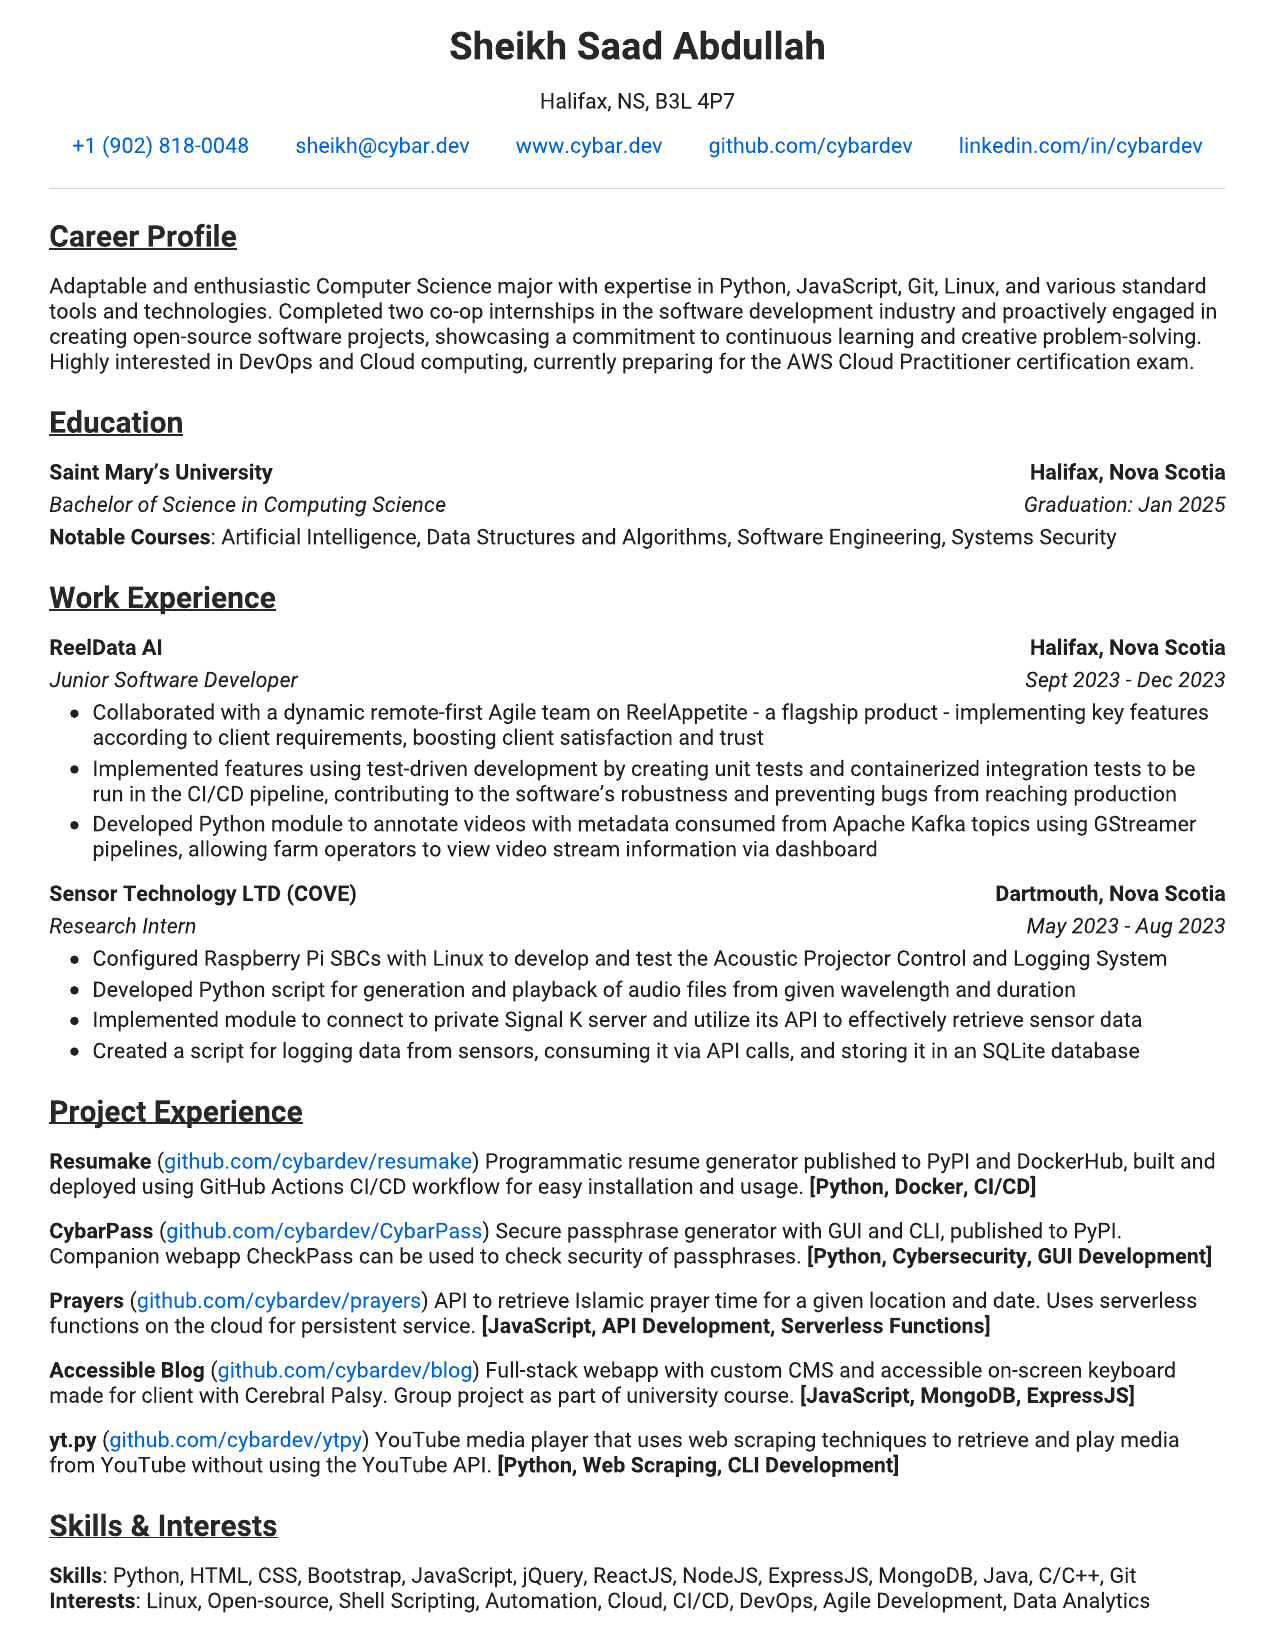 Sheikh Saad Abdullah
Halifax, NS, B3L 4P7
+1 (902) 818-0048 sheikh@cybar.dev www.cybar.dev github.com/cybardev linkedin.com/in/cybardev
Career Profile
Adaptable and enthusiastic Computer Science major with expertise in Python, JavaScript, Git, Linux, and various standard
tools and technologies. Completed two co-op internships in the software development industry and proactively engaged in
creating open-source software projects, showcasing a commitment to continuous learning and creative problem-solving.
Highly interested in DevOps and Cloud computing, currently preparing for the AWS Cloud Practitioner certification exam.
Education
Saint Mary’s University Halifax, Nova Scotia
Bachelor of Science in Computing Science Graduation: Jan 2025
Notable Courses: Artificial Intelligence, Data Structures and Algorithms, Software Engineering, Systems Security
Work Experience
ReelData AI Halifax, Nova Scotia
Junior Software Developer Sept 2023 - Dec 2023
• Collaborated with a dynamic remote-first Agile team on ReelAppetite - a flagship product - implementing key features
according to client requirements, boosting client satisfaction and trust
• Implemented features using test-driven development by creating unit tests and containerized integration tests to be
run in the CI/CD pipeline, contributing to the software’s robustness and preventing bugs from reaching production
• Developed Python module to annotate videos with metadata consumed from Apache Kafka topics using GStreamer
pipelines, allowing farm operators to view video stream information via dashboard
Sensor Technology LTD (COVE) Dartmouth, Nova Scotia
Research Intern May 2023 - Aug 2023
• Configured Raspberry Pi SBCs with Linux to develop and test the Acoustic Projector Control and Logging System
• Developed Python script for generation and playback of audio files from given wavelength and duration
• Implemented module to connect to private Signal K server and utilize its API to effectively retrieve sensor data
• Created a script for logging data from sensors, consuming it via API calls, and storing it in an SQLite database
Project Experience
Resumake (github.com/cybardev/resumake) Programmatic resume generator published to PyPI and DockerHub, built and
deployed using GitHub Actions CI/CD workflow for easy installation and usage. [Python, Docker, CI/CD]
CybarPass (github.com/cybardev/CybarPass) Secure passphrase generator with GUI and CLI, published to PyPI.
Companion webapp CheckPass can be used to check security of passphrases. [Python, Cybersecurity, GUI Development]
Prayers (github.com/cybardev/prayers) API to retrieve Islamic prayer time for a given location and date. Uses serverless
functions on the cloud for persistent service. [JavaScript, API Development, Serverless Functions]
Accessible Blog (github.com/cybardev/blog) Full-stack webapp with custom CMS and accessible on-screen keyboard
made for client with Cerebral Palsy. Group project as part of university course. [JavaScript, MongoDB, ExpressJS]
yt.py (github.com/cybardev/ytpy) YouTube media player that uses web scraping techniques to retrieve and play media
from YouTube without using the YouTube API. [Python, Web Scraping, CLI Development]
Skills & Interests
Skills: Python, HTML, CSS, Bootstrap, JavaScript, jQuery, ReactJS, NodeJS, ExpressJS, MongoDB, Java, C/C++, Git
Interests: Linux, Open-source, Shell Scripting, Automation, Cloud, CI/CD, DevOps, Agile Development, Data Analytics